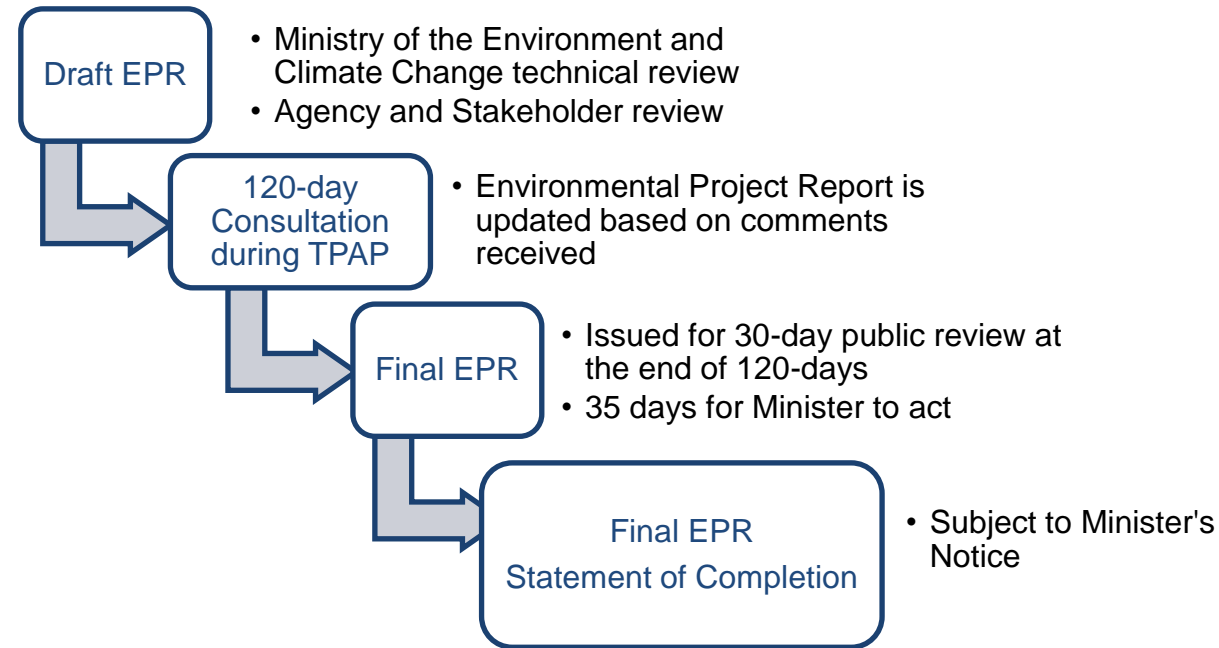 Draft EPR
• Ministry of the Environment and
Climate Change technical review
• Agency and Stakeholder review
120-day
Consultation
during TPAP
• Environmental Project Report is
updated based on comments
received
Final EPR
• Issued for 30-day public review at
the end of 120-days
• 35 days for Minister to act
Final EPR
Statement of Completion
• Subject to Minister's
Notice